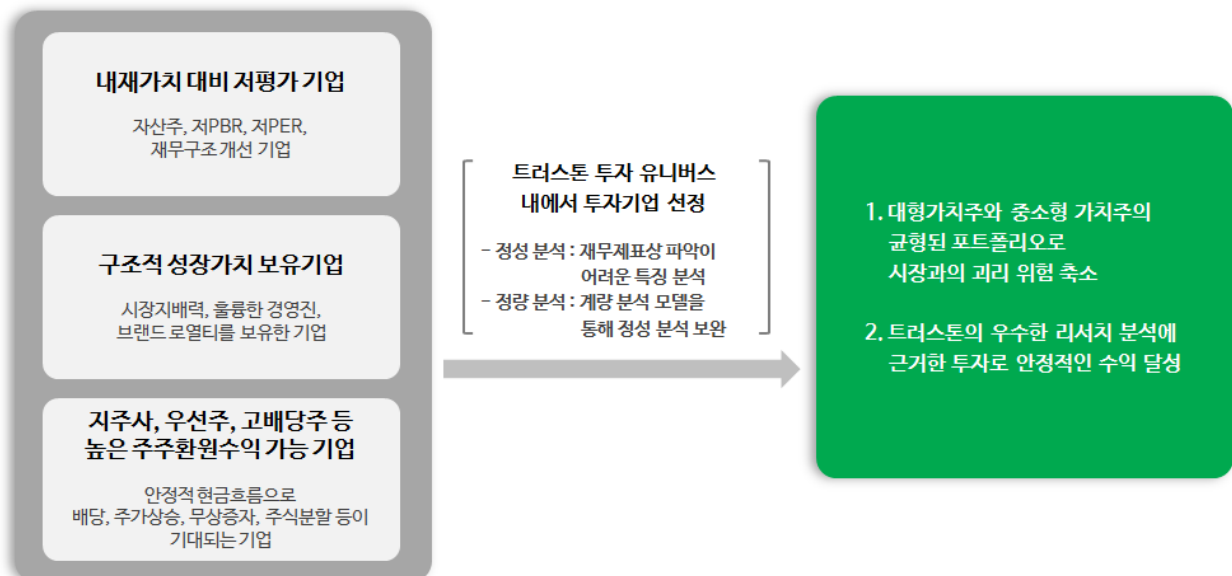 내재가치 대비 저평가 기업
자산주, 저PBR, 저PER,
재무구조 개선 기업
구조적 성장가치 보유기업
시장지배력, 훌륭한 경영진,
브랜드 로열티를 보유한 기업
지주사, 우선주, 고배당주 등
높은 주주환원수익 가능 기업
안정적 현금흐름으로
배당, 주가상승, 무상증자, 주식분할 등이
기대되는 기업
트러스톤 투자 유니버스
내에서 투자기업 선정
- 정성 분석 : 재무제표상 파악이
어려운 특징 분석
- 정량 분석 : 계량 분석 모델을
통해 정성 분석 보완
1. 대형가치주와 중소형 가치주의
균형된 포트폴리오로
시장과의 괴리 위험 축소
2. 트러스톤의 우수한 리서치 분석에
근거한 투자로 안정적인 수익 달성